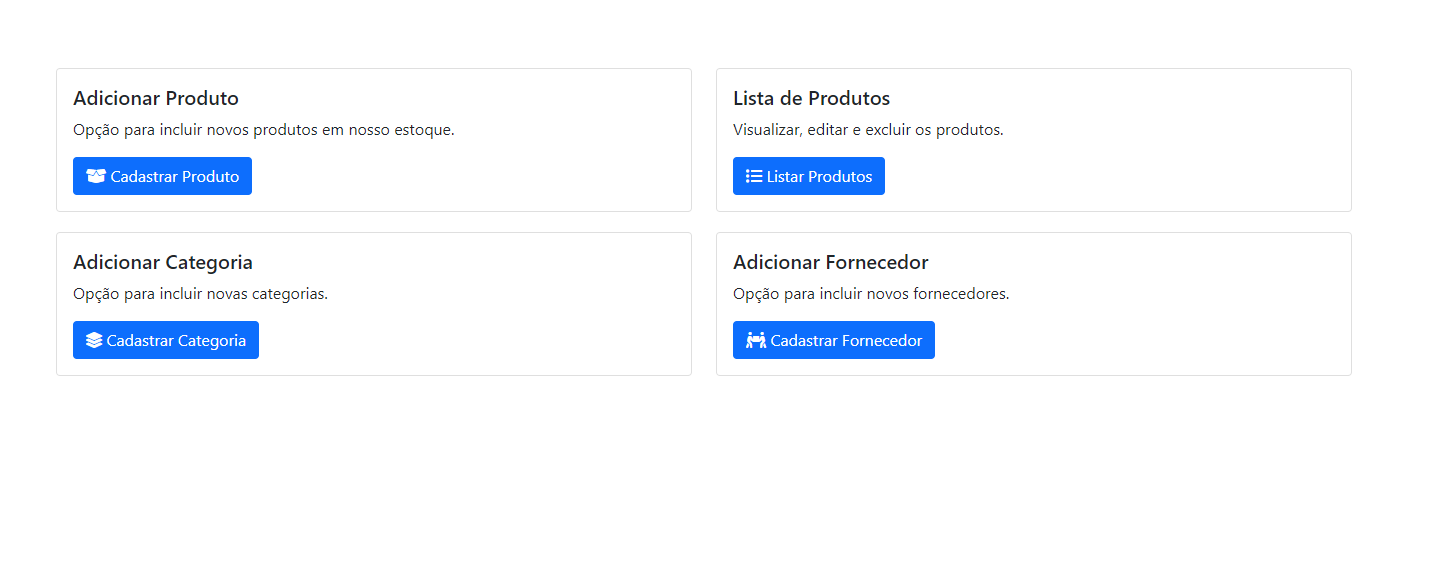 Adicionar Produto
Opção para incluir novos produtos em nosso estoque.
Cadastrar Produto
Lista de Produtos
Visualizar, editar e excluir os produtos.
Listar Produtos
Adicionar Categoria
Opção para incluir novas categorias.
Cadastrar Categoria
Adicionar Fornecedor
Opção para incluir novos fornecedores.
Cadastrar Fornecedor